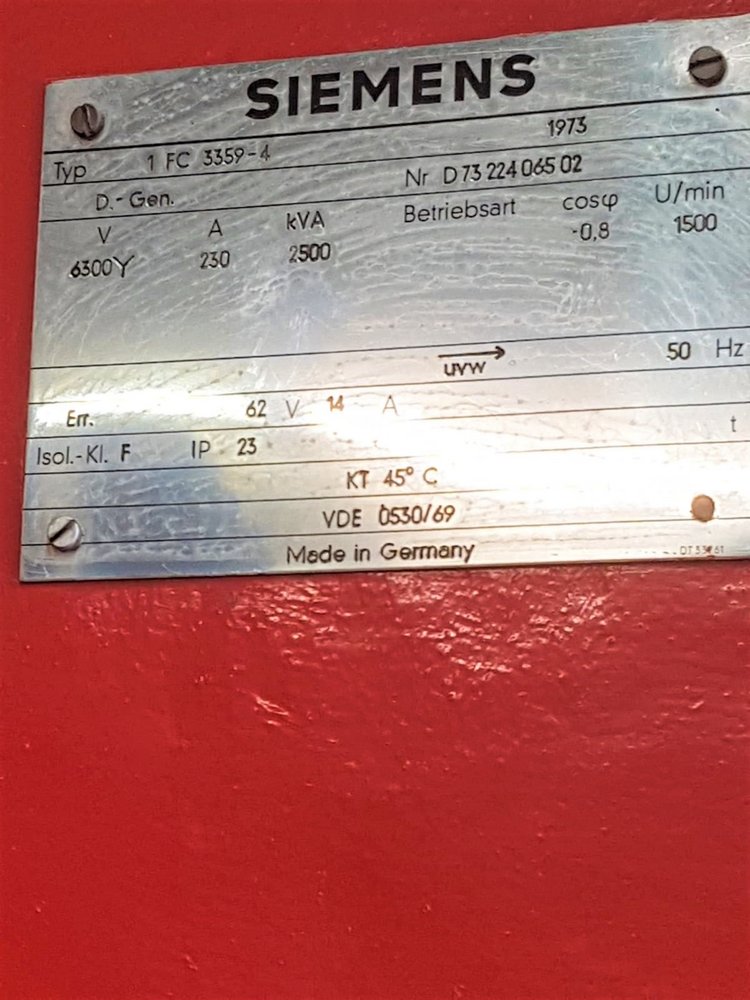 SIEMENS
Typ 1 FC 3359-4 1973
D.-Gen. Nr D 73 224 065 02
V A kVA Betriebsart cosφ U/min
6300Y 230 2500 -0,8 1500
UVW 50 Hz
Err. 62 V 14 A
Isol.-Kl. F IP 23 t
KT 45° C
VDE 0530/69
Made in Germany